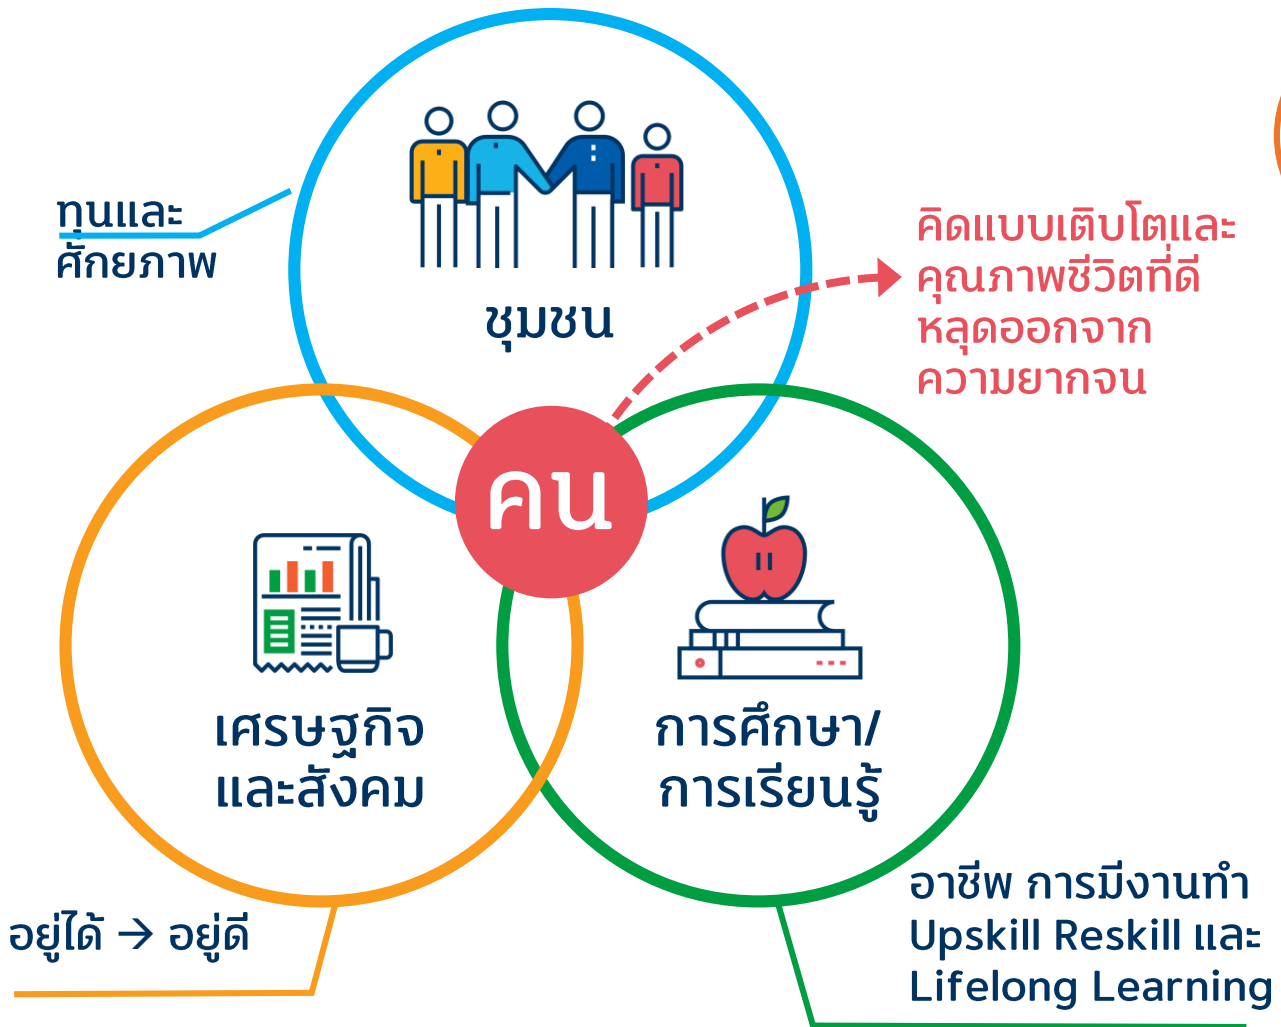 ทุนและ
ศักยภาพ
ชุมชน
คิดแบบเติบโตและ
คุณภาพชีวิตที่ดี
หลุดออกจาก
ความยากจน
คน
เศรษฐกิจ
และสังคม
การศึกษา/
การเรียนรู้
อยู่ได้ → อยู่ดี
อาชีพ การมีงานทำ
Upskill Reskill และ
Lifelong Learning